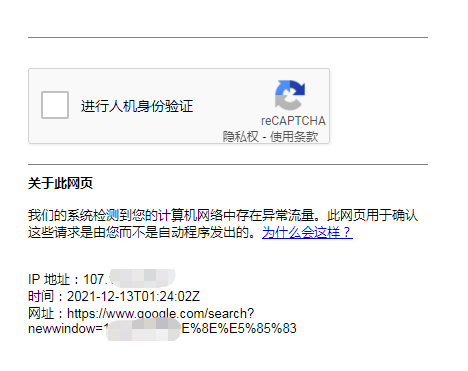 进行人机身份验证
reCAPTCHA
隐私权 - 使用条款
关于此网页
我们的系统检测到您的计算机网络中存在异常流量。此网页用于确认
这些请求是由您而不是自动程序发出的。为什么会这样？
IP 地址：107.
时间：2021-12-13T01:24:02Z
网址：https://www.google.com/search?
newwindow=1 E%8E%E5%85%83